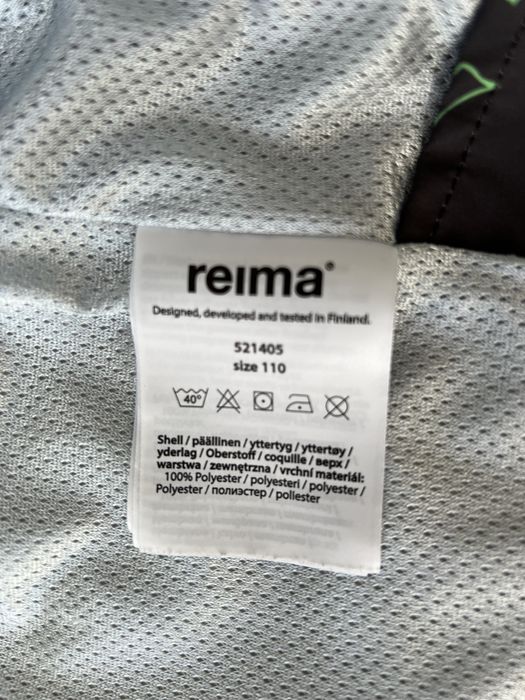 reima®
Designed, developed and tested in Finland.
521405
size 110
40°
Shell / päällinen / yttertyg / yttertøy /
yderlag / Oberstoff / coquille / верх /
warstwa / zewnętrzna / vrchní materiál:
100% Polyester / polyesteri / polyester /
Polyester / полиэстер / poliester